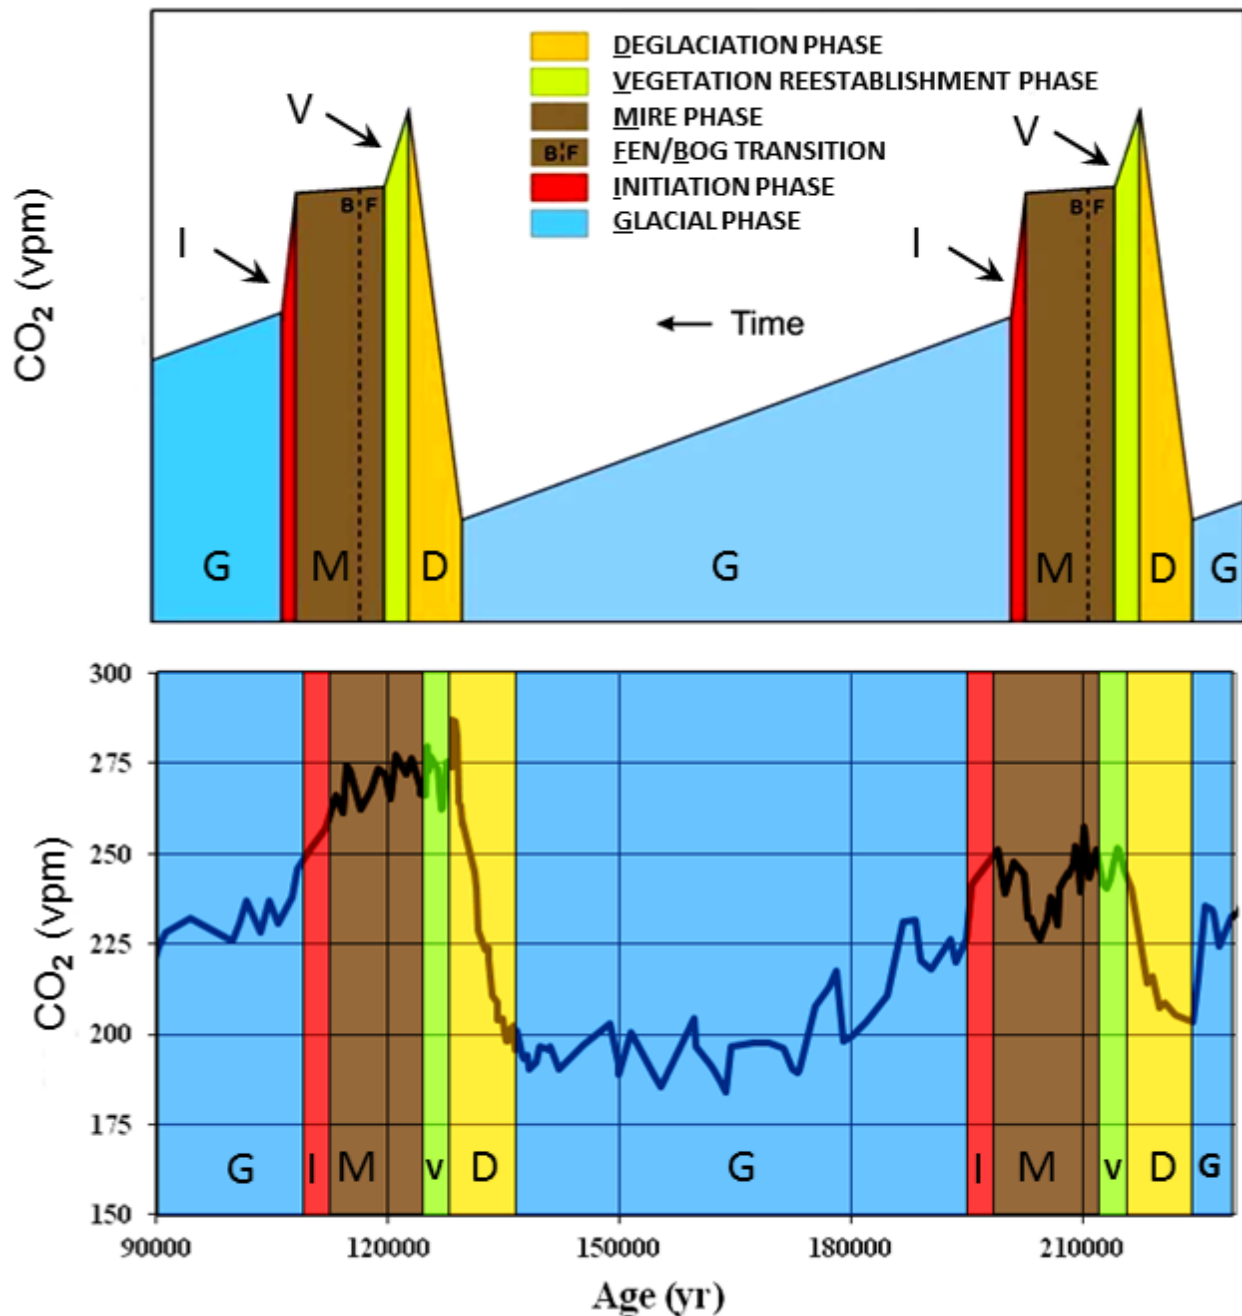 DEGLACIATION PHASE
VEGETATION REESTABLISHMENT PHASE
MIRE PHASE
B¦F FEN/BOG TRANSITION
INITIATION PHASE
GLACIAL PHASE
V
V
I
I
B F
B F
← Time
CO₂ (vpm)
G M D G M D G
300
275
250
225
200
175
150
CO₂ (vpm)
G I M V D G I M V D G
90000 120000 150000 180000 210000
Age (yr)